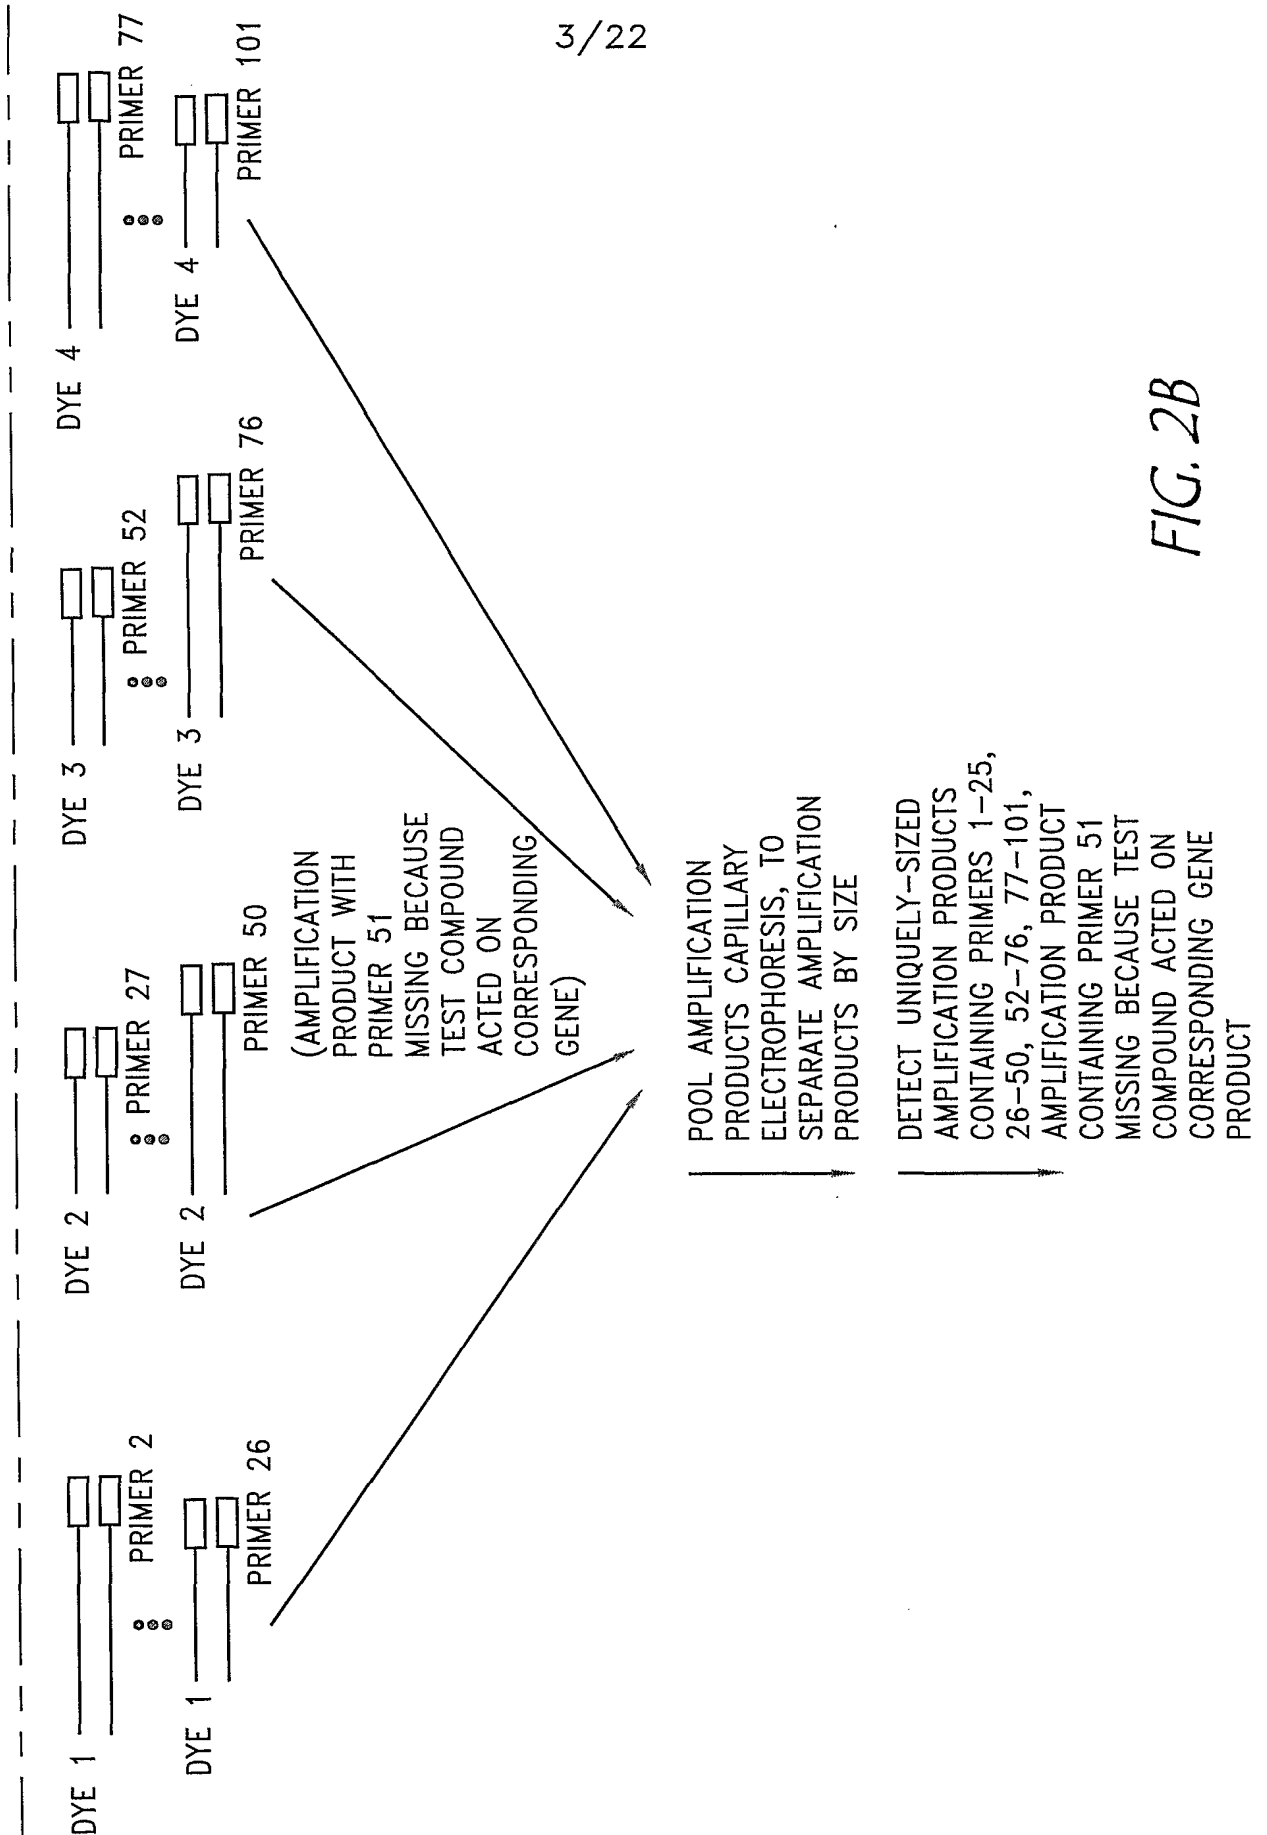 3/22
DYE 1
PRIMER 2
DYE 1
PRIMER 26
DYE 2
PRIMER 27
DYE 2
PRIMER 50
(AMPLIFICATION
PRODUCT WITH
PRIMER 51
MISSING BECAUSE
TEST COMPOUND
ACTED ON
CORRESPONDING
GENE)
DYE 3
PRIMER 52
DYE 3
PRIMER 76
DYE 4
PRIMER 77
DYE 4
PRIMER 101
POOL AMPLIFICATION
PRODUCTS CAPILLARY
ELECTROPHORESIS, TO
SEPARATE AMPLIFICATION
PRODUCTS BY SIZE
DETECT UNIQUELY-SIZED
AMPLIFICATION PRODUCTS
CONTAINING PRIMERS 1-25,
26-50, 52-76, 77-101,
AMPLIFICATION PRODUCT
CONTAINING PRIMER 51
MISSING BECAUSE TEST
COMPOUND ACTED ON
CORRESPONDING GENE
PRODUCT
FIG. 2B